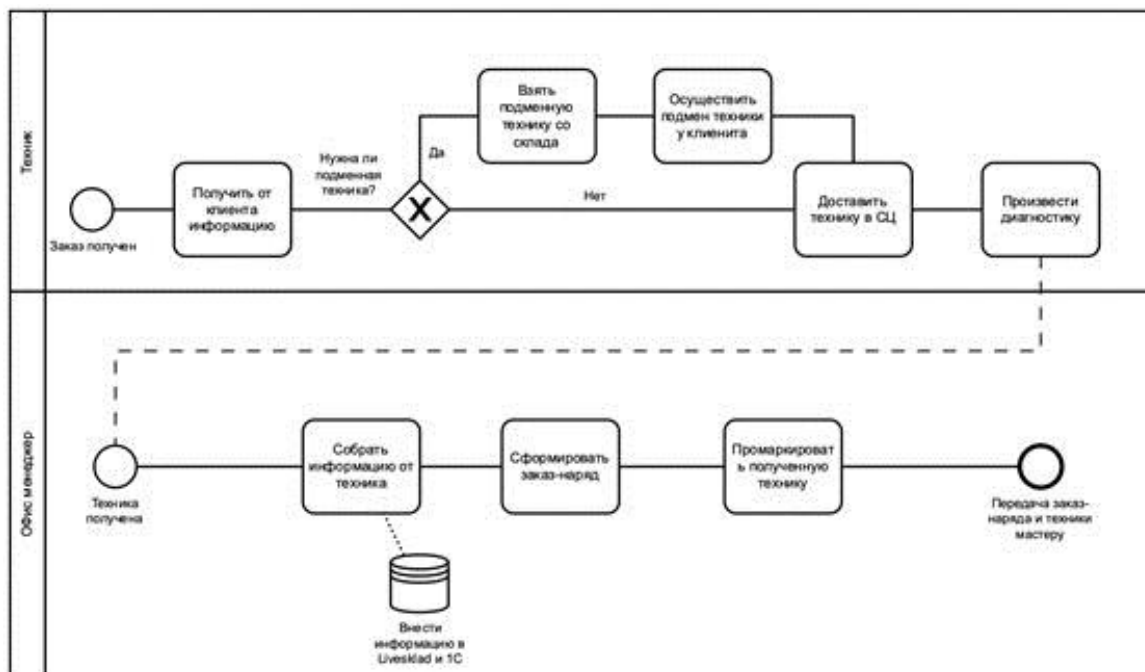 Техник
Взять
подменную
технику со
склада
Осуществить
подмен техники
у клиенита
Да
Нужна ли
подменная
техника?
Получить от
клиента
информацию
Нет
Доставить
технику в СЦ
Произвести
диагностику
Заказ получен
Офис менеджер
Собрать
информацию от
техника
Сформировать
заказ-наряд
Промаркироват
ь полученную
технику
Техника
получена
Передача заказ-
наряда и техники
мастеру
Внести
информацию в
Livesklad и 1С